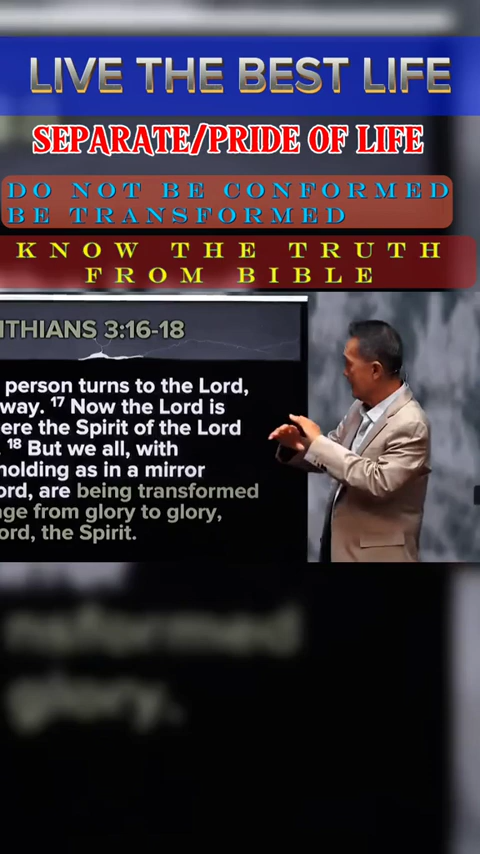 LIVE THE BEST LIFE
SEPARATE/PRIDE OF LIFE
DO NOT BE CONFORMED
BE TRANSFORMED
KNOW THE TRUTH
FROM BIBLE
ITHIANS 3:16-18
person turns to the Lord,
way. 17 Now the Lord is
ere the Spirit of the Lord
. 18 But we all, with
holding as in a mirror
ord, are being transformed
ge from glory to glory,
ord, the Spirit.
nsformed
glory.